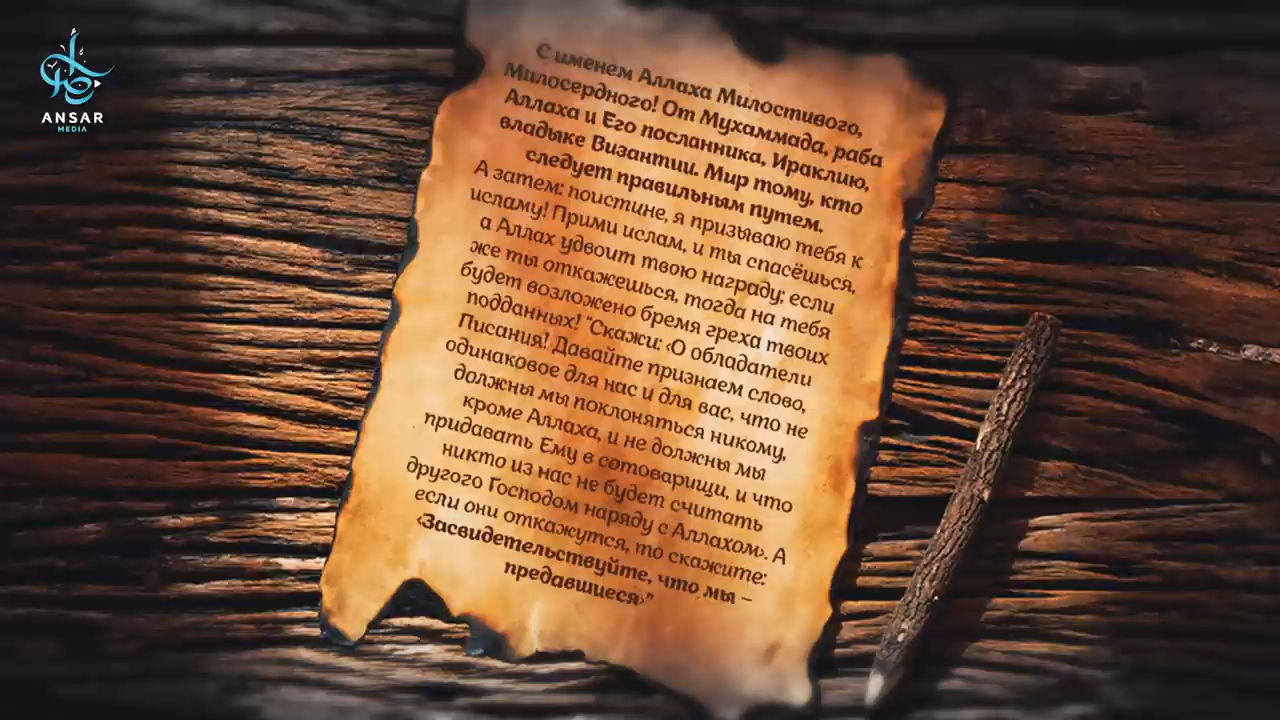 ANSAR
MEDIA
С именем Аллаха Милостивого,
Милосердного! От Мухаммада, раба
Аллаха и Его посланника, Ираклию,
владыке Византии. Мир тому, кто
следует правильным путем.
А затем: поистине, я призываю тебя к
исламу! Прими ислам, и ты спасёшься,
а Аллах удвоит твою награду; если
же ты откажешься, тогда на тебя
будет возложено бремя греха твоих
подданных! "Скажи: ‹О обладатели
Писания! Давайте признаем слово,
одинаковое для нас и для вас, что не
должны мы поклоняться никому,
кроме Аллаха, и не должны мы
придавать Ему в сотоварищи, и что
никто из нас не будет считать
другого Господом наряду с Аллахом›. А
если они откажутся, то скажите:
‹Засвидетельствуйте, что мы –
предавшиеся›"